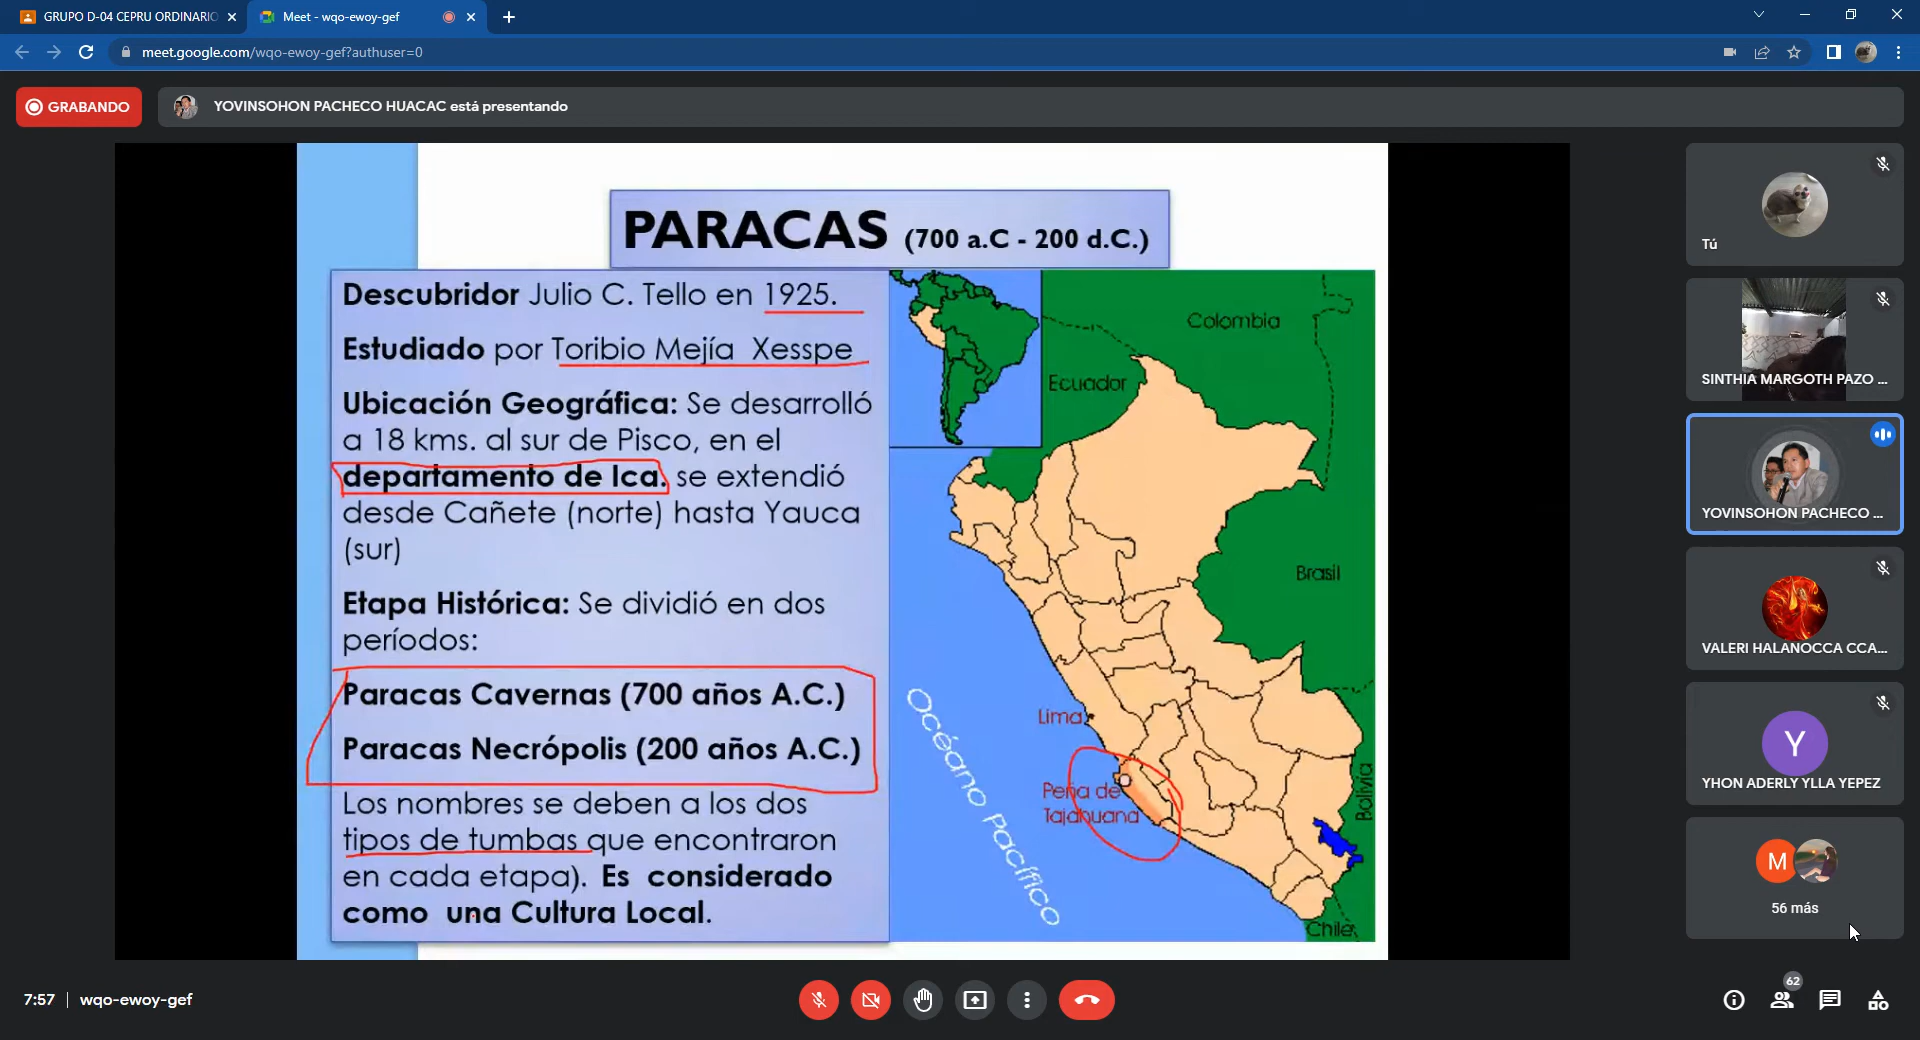 GRUPO D-04 CEPRU ORDINARIO
Meet - wqo-ewoy-gef
meet.google.com/wqo-ewoy-gef?authuser=0
GRABANDO
YOVINSOHON PACHECO HUACAC está presentando
PARACAS (700 a.C - 200 d.C.)
Descubridor Julio C. Tello en 1925.
Estudiado por Toribio Mejía Xesspe
Ubicación Geográfica: Se desarrolló
a 18 kms. al sur de Pisco, en el
departamento de Ica. se extendió
desde Cañete (norte) hasta Yauca
(sur)
Etapa Histórica: Se dividió en dos
períodos:
Paracas Cavernas (700 años A.C.)
Paracas Necrópolis (200 años A.C.)
Los nombres se deben a los dos
tipos de tumbas que encontraron
en cada etapa). Es considerado
como una Cultura Local.
Colombia
Ecuador
Brasil
Lima
Peña de
Tajahuana
Océano Pacífico
Bolivia
Chile
Tú
SINTHIA MARGOTH PAZO ...
YOVINSOHON PACHECO ...
VALERI HALANOCCA CCA...
Y
YHON ADERLY YLLA YEPEZ
M
56 más
7:57 | wqo-ewoy-gef
62